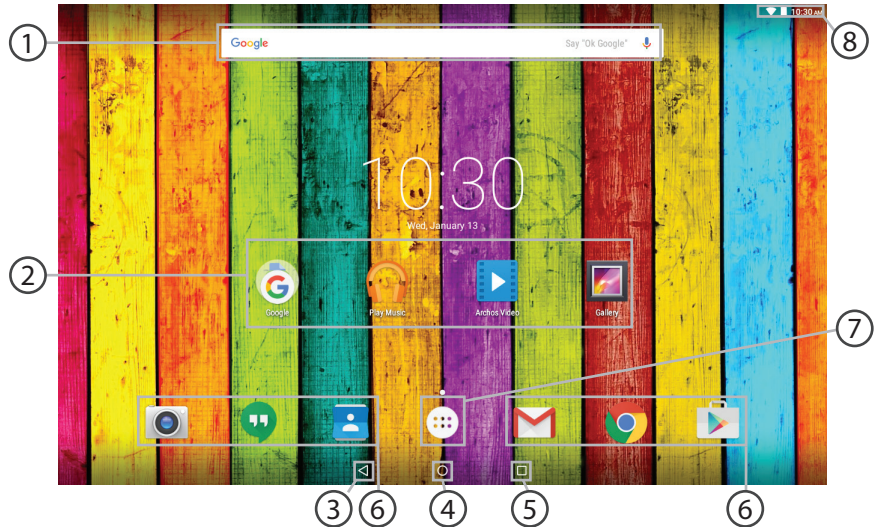 10:30 AM
8
1
Google
Say "Ok Google"
10:30
Wed, January 13
2
G
Google
Play Music
Archos Video
Gallery
7
3
6
4
5
6